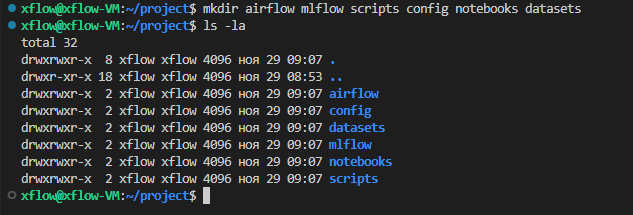 xflow@xflow-VM:~/project$ mkdir airflow mlflow scripts config notebooks datasets
xflow@xflow-VM:~/project$ ls -la
total 32
drwxrwxr-x  8 xflow xflow 4096 ноя 29 09:07 .
drwxr-xr-x 18 xflow xflow 4096 ноя 29 08:53 ..
drwxrwxr-x  2 xflow xflow 4096 ноя 29 09:07 airflow
drwxrwxr-x  2 xflow xflow 4096 ноя 29 09:07 config
drwxrwxr-x  2 xflow xflow 4096 ноя 29 09:07 datasets
drwxrwxr-x  2 xflow xflow 4096 ноя 29 09:07 mlflow
drwxrwxr-x  2 xflow xflow 4096 ноя 29 09:07 notebooks
drwxrwxr-x  2 xflow xflow 4096 ноя 29 09:07 scripts
xflow@xflow-VM:~/project$